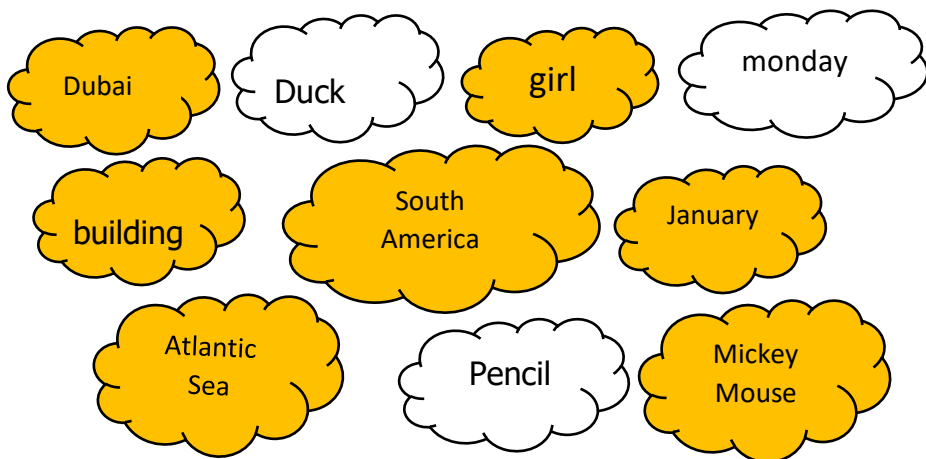 Dubai
Duck
girl
monday
building
South
America
January
Atlantic
Sea
Pencil
Mickey
Mouse